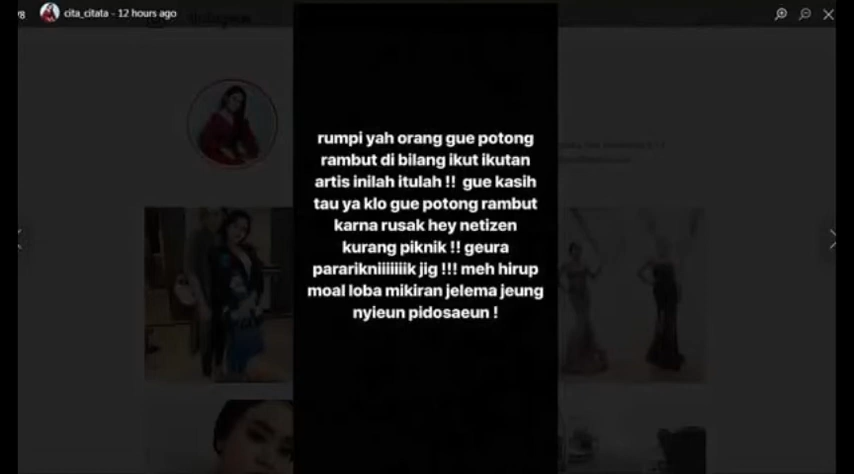 cita_citata - 12 hours ago
rumpi yah orang gue potong
rambut di bilang ikut ikutan
artis inilah itulah !! gue kasih
tau ya klo gue potong rambut
karna rusak hey netizen
kurang piknik !! geura
pararikniiiiiiik jig !!! meh hirup
moal loba mikiran jelema jeung
nyieun pidosaeun !